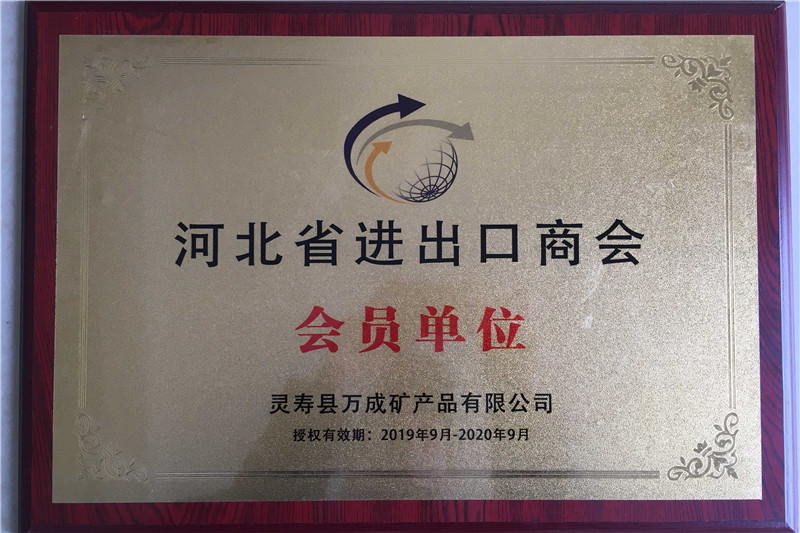 河北省进出口商会
会员单位
灵寿县万成矿产品有限公司
授权有效期：2019年9月-2020年9月